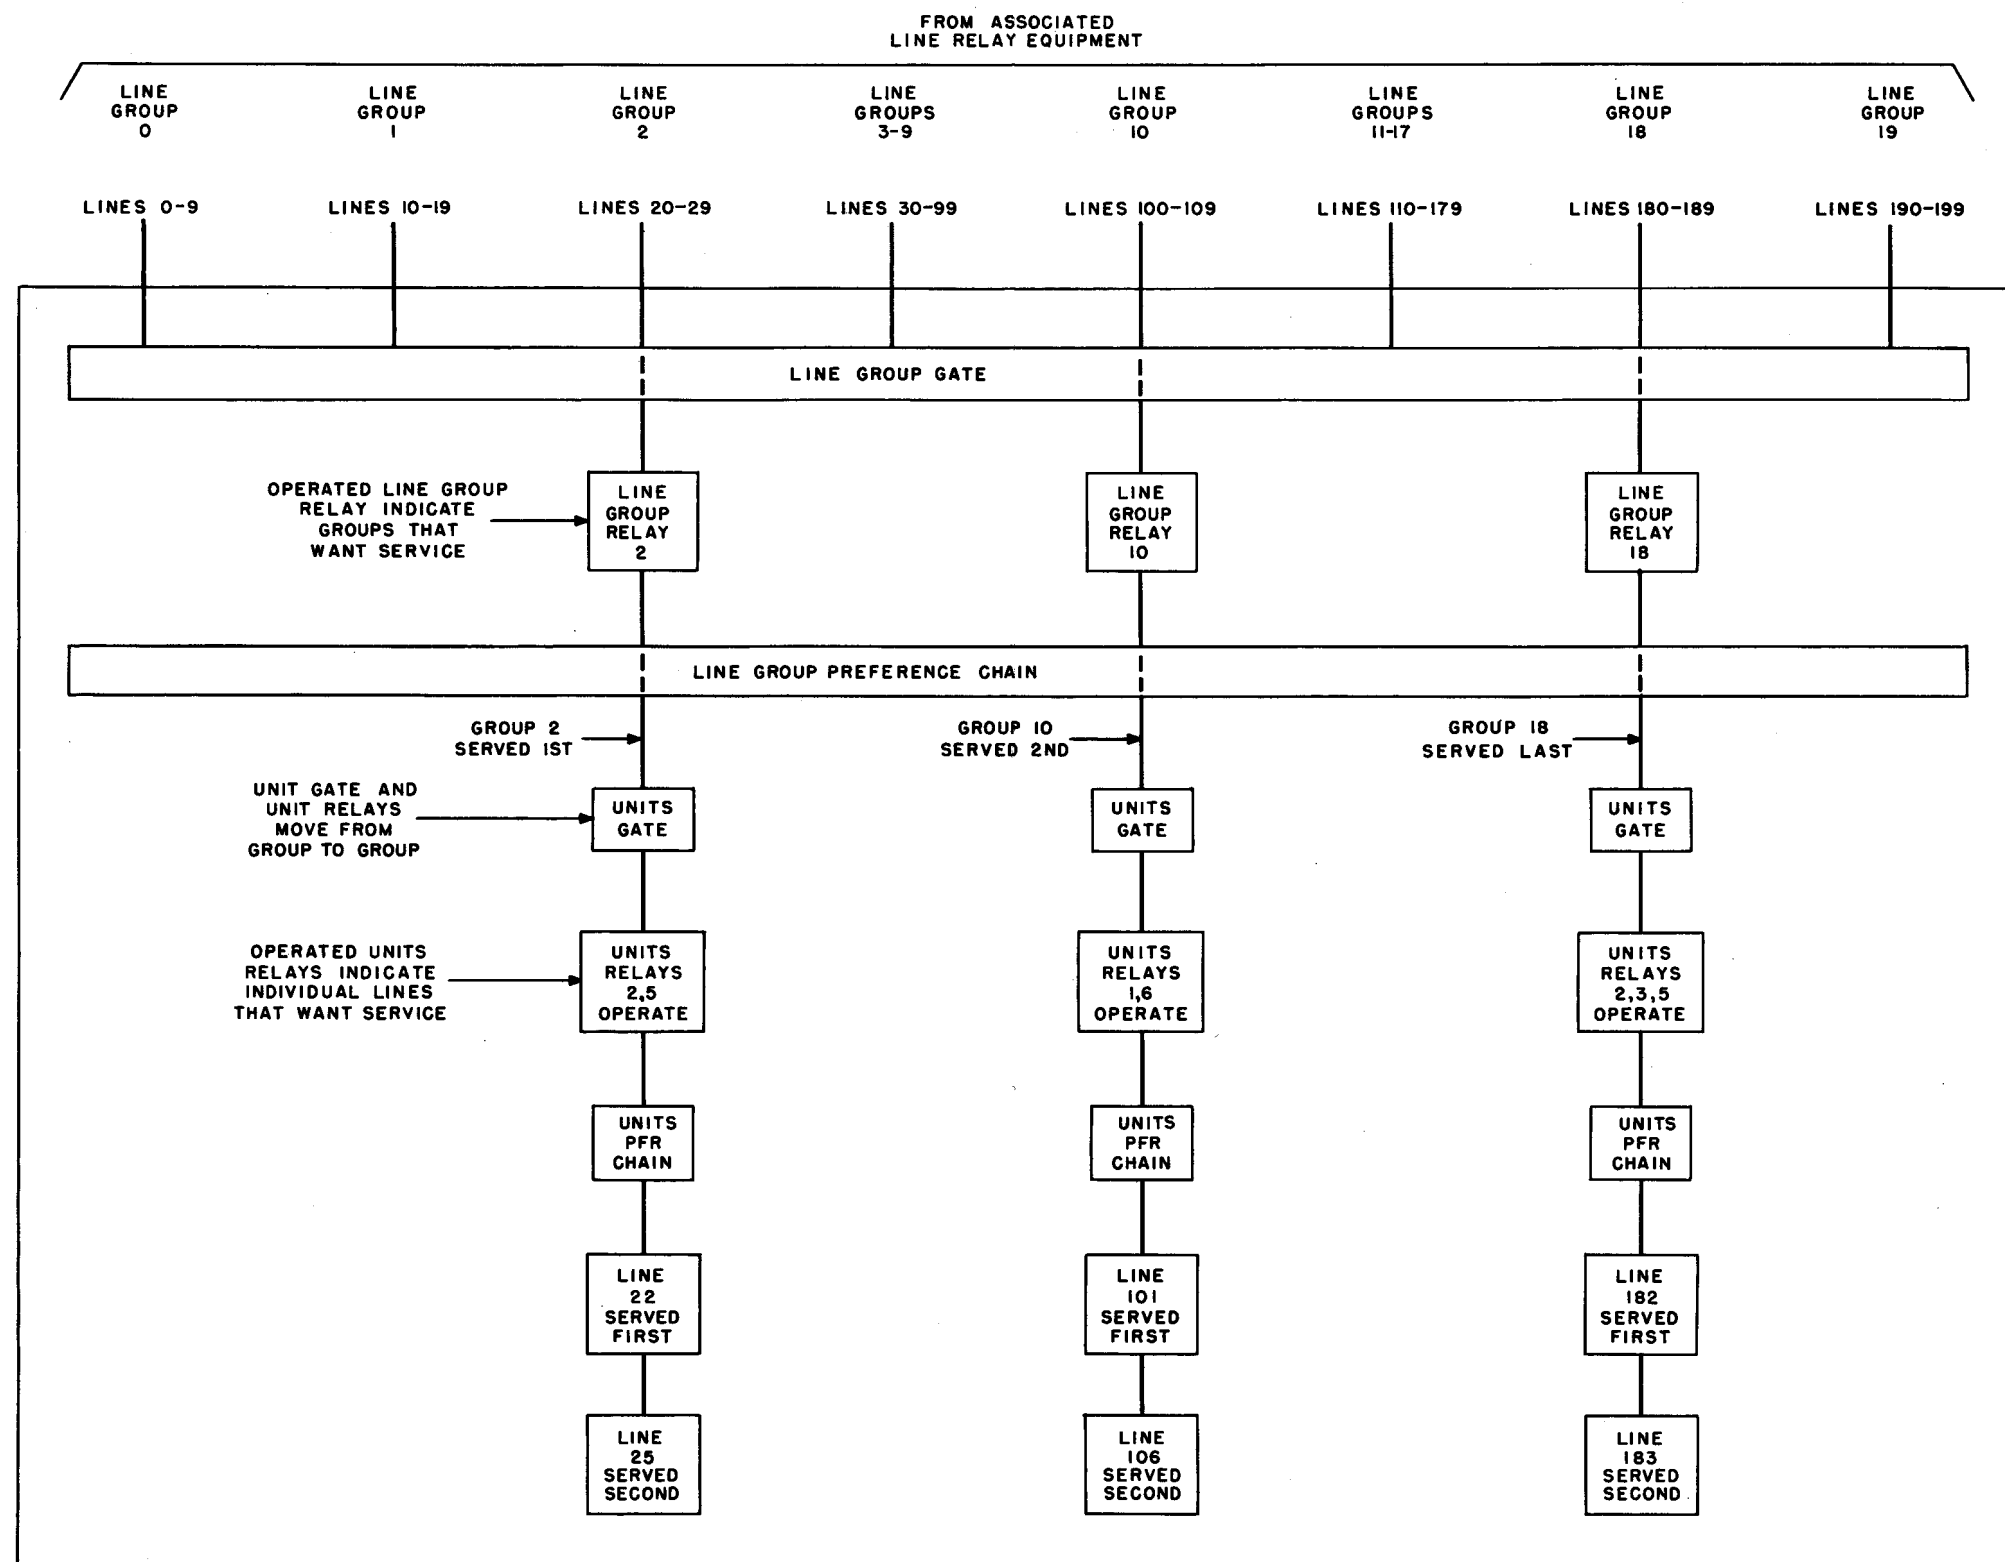 FROM ASSOCIATED
LINE RELAY EQUIPMENT
LINE
GROUP
0
LINE
GROUP
1
LINE
GROUP
2
LINE
GROUPS
3-9
LINE
GROUP
10
LINE
GROUPS
11-17
LINE
GROUP
18
LINE
GROUP
19
LINES 0-9
LINES 10-19
LINES 20-29
LINES 30-99
LINES 100-109
LINES 110-179
LINES 180-189
LINES 190-199
LINE GROUP GATE
OPERATED LINE GROUP
RELAY INDICATE
GROUPS THAT
WANT SERVICE
LINE
GROUP
RELAY
2
LINE
GROUP
RELAY
10
LINE
GROUP
RELAY
18
LINE GROUP PREFERENCE CHAIN
GROUP 2
SERVED 1ST
GROUP 10
SERVED 2ND
GROUP 18
SERVED LAST
UNIT GATE AND
UNIT RELAYS
MOVE FROM
GROUP TO GROUP
UNITS
GATE
UNITS
GATE
UNITS
GATE
OPERATED UNITS
RELAYS INDICATE
INDIVIDUAL LINES
THAT WANT SERVICE
UNITS
RELAYS
2,5
OPERATE
UNITS
RELAYS
1,6
OPERATE
UNITS
RELAYS
2,3,5
OPERATE
UNITS
PFR
CHAIN
UNITS
PFR
CHAIN
UNITS
PFR
CHAIN
LINE
22
SERVED
FIRST
LINE
101
SERVED
FIRST
LINE
182
SERVED
FIRST
LINE
25
SERVED
SECOND
LINE
106
SERVED
SECOND
LINE
183
SERVED
SECOND